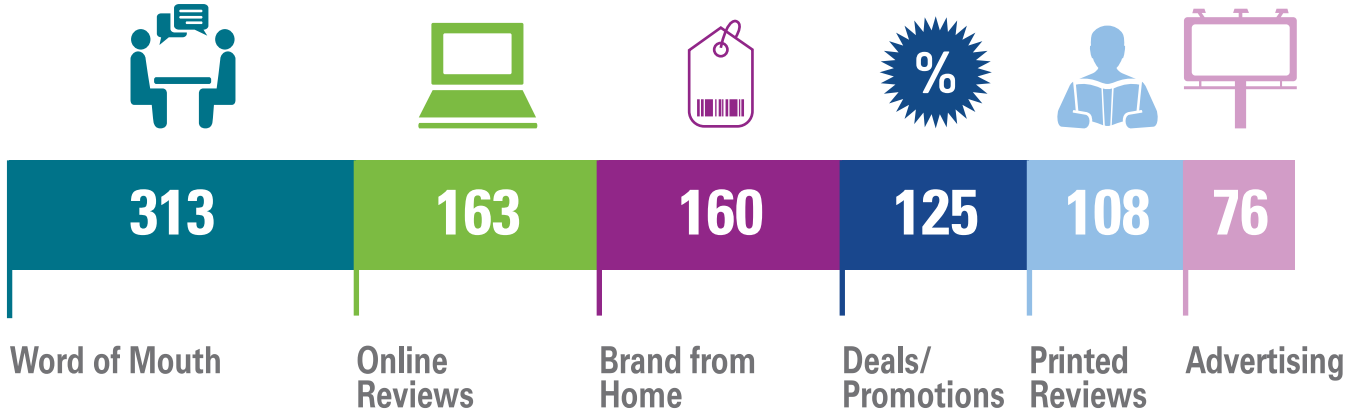 %
313
163
160
125
108
76
Word of Mouth
Online
Reviews
Brand from
Home
Deals/
Promotions
Printed
Reviews
Advertising